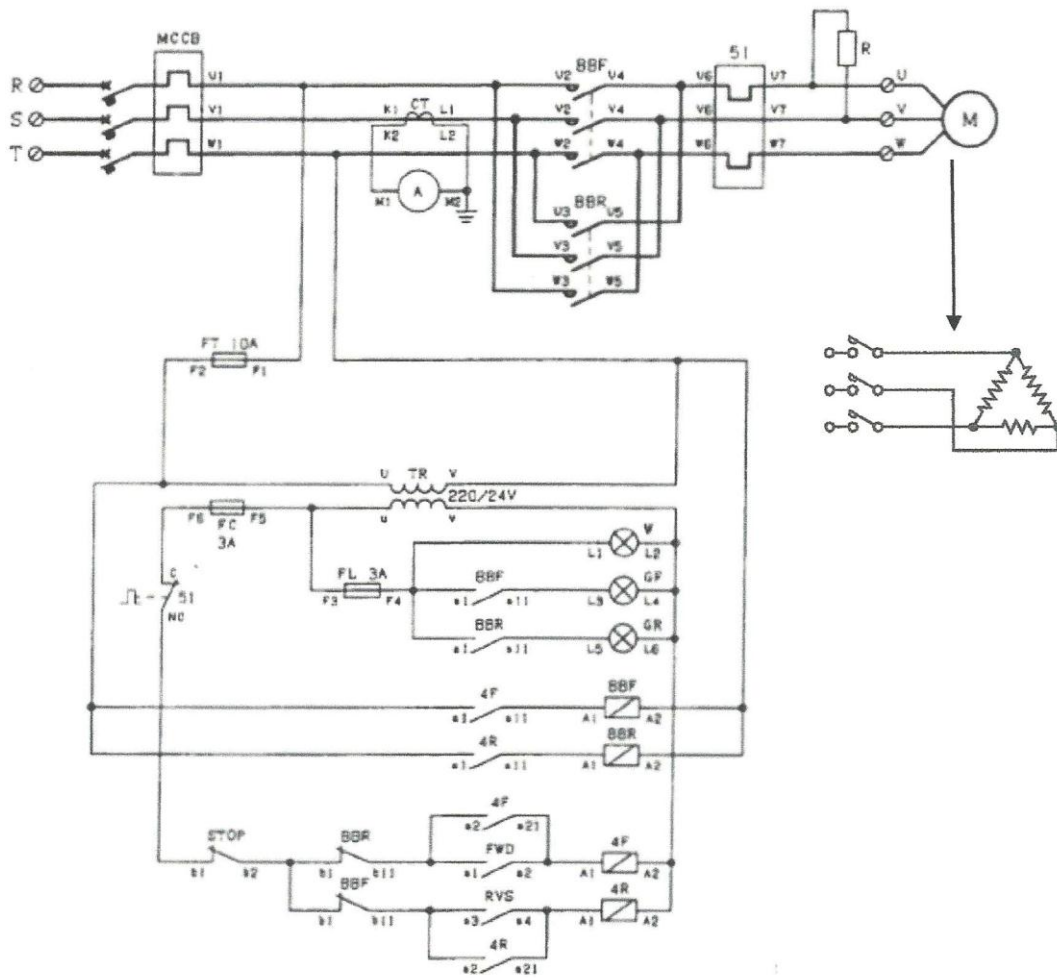 MCCB
51
R
BBF
R U1 U2 U4 U6 U7 U
K1 CT L1
S V1 V2 V4 V6 V7 V M
K2 L2
T W1 W2 W4 W6 W7 W
A
M1 M2
BBR
U3 U5
V3 V5
W3 W5
FT 10A
F2 F1
U TR V
220/24V
u v
F6 FC F5
3A
W
L1 L2
FL 3A
F3 F4
BBF GF
a1 a11 L3 L4
BBR GR
a1 a11 L5 L6
C
51
NC
4F BBF
a1 a11 A1 A2
4R BBR
a1 a11 A1 A2
4F
a2 a21
STOP BBR FWD 4F
b1 b2 b1 b11 a1 a2 A1 A2
BBF RVS 4R
b1 b11 a3 a4 A1 A2
4R
a2 a21